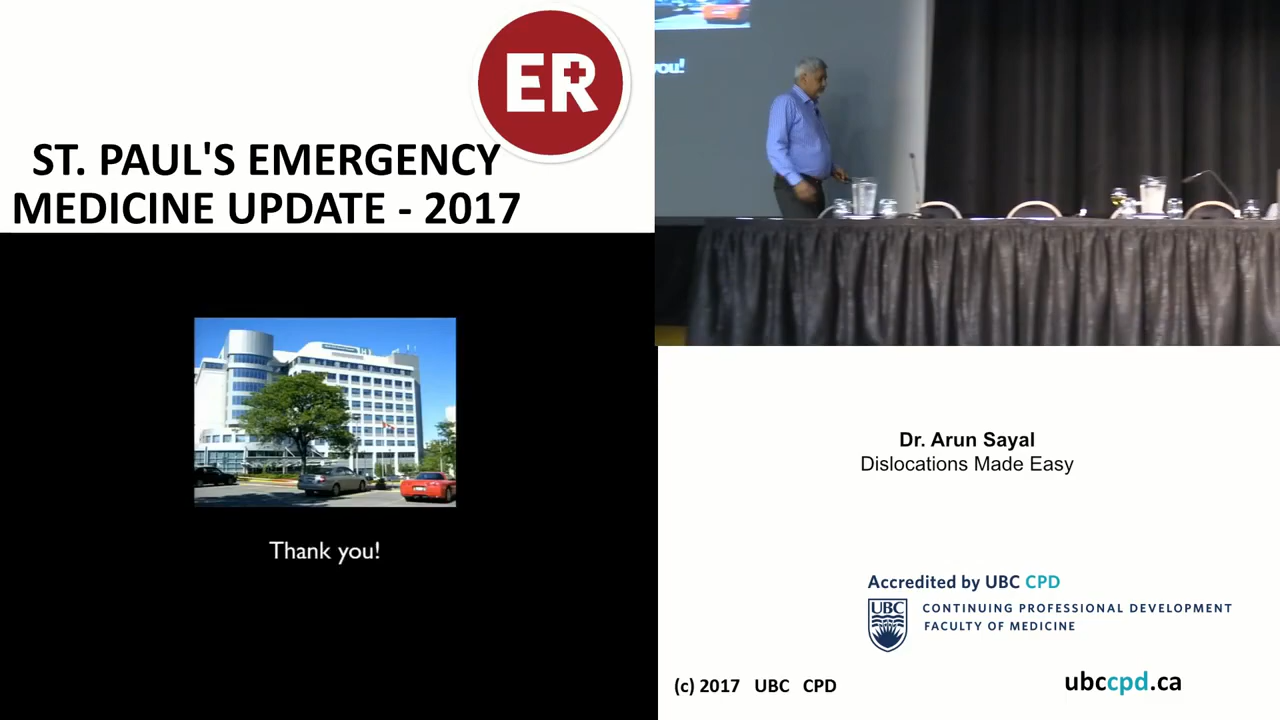 ER
ST. PAUL'S EMERGENCY
MEDICINE UPDATE - 2017
Thank you!
ou!
Dr. Arun Sayal
Dislocations Made Easy
Accredited by UBC CPD
UBC
CONTINUING PROFESSIONAL DEVELOPMENT
FACULTY OF MEDICINE
(c) 2017 UBC CPD
ubccpd.ca